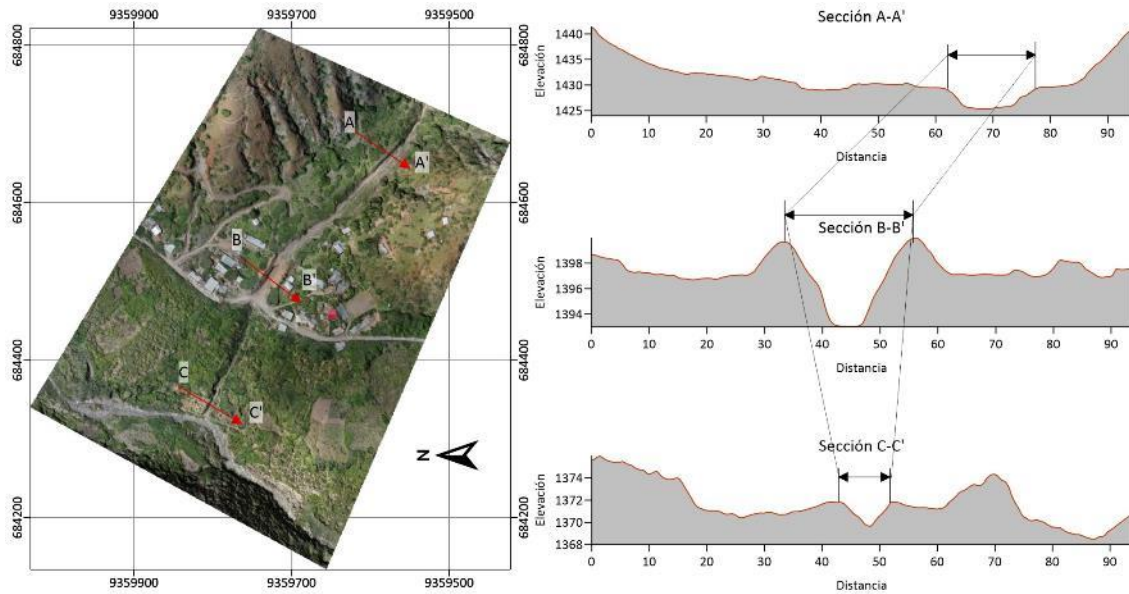 9359900 9359700 9359500
684800 684800
684600 684600
684400 684400
684200 684200
9359900 9359700 9359500
A
A'
B
B'
C
C'
N
Sección A-A'
Elevación
1440
1435
1430
1425
0 10 20 30 40 50 60 70 80 90
Distancia
Sección B-B'
Elevación
1398
1396
1394
0 10 20 30 40 50 60 70 80 90
Distancia
Sección C-C'
Elevación
1374
1372
1370
1368
0 10 20 30 40 50 60 70 80 90
Distancia